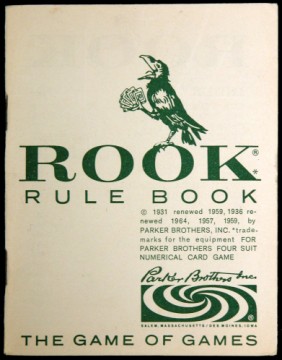 ROOK®
RULE BOOK
© 1931 renewed 1959, 1936 re-
newed 1964, 1957, 1959, by
PARKER BROTHERS, INC. *trade-
marks for the equipment FOR
PARKER BROTHERS FOUR SUIT
NUMERICAL CARD GAME
Parker Brothers Inc.
SALEM, MASSACHUSETTS / DES MOINES, IOWA
THE GAME OF GAMES